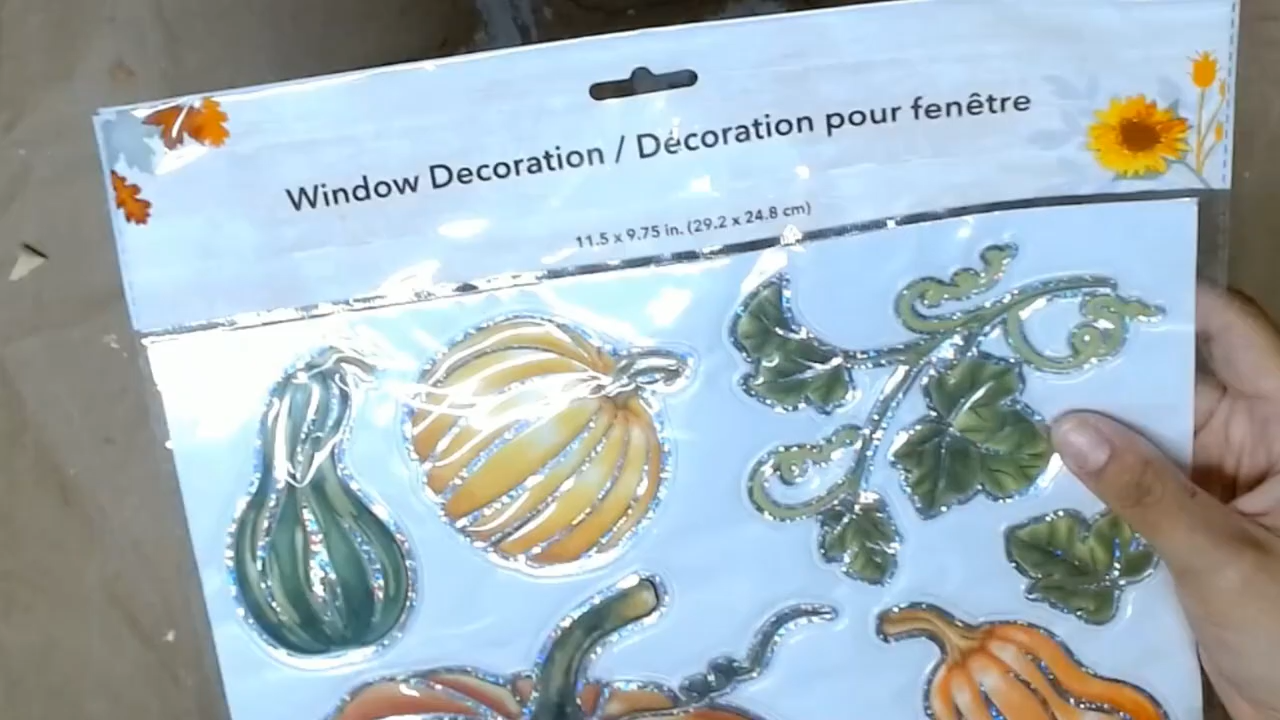 Window Decoration / Décoration pour fenêtre
11.5 x 9.75 in. (29.2 x 24.8 cm)